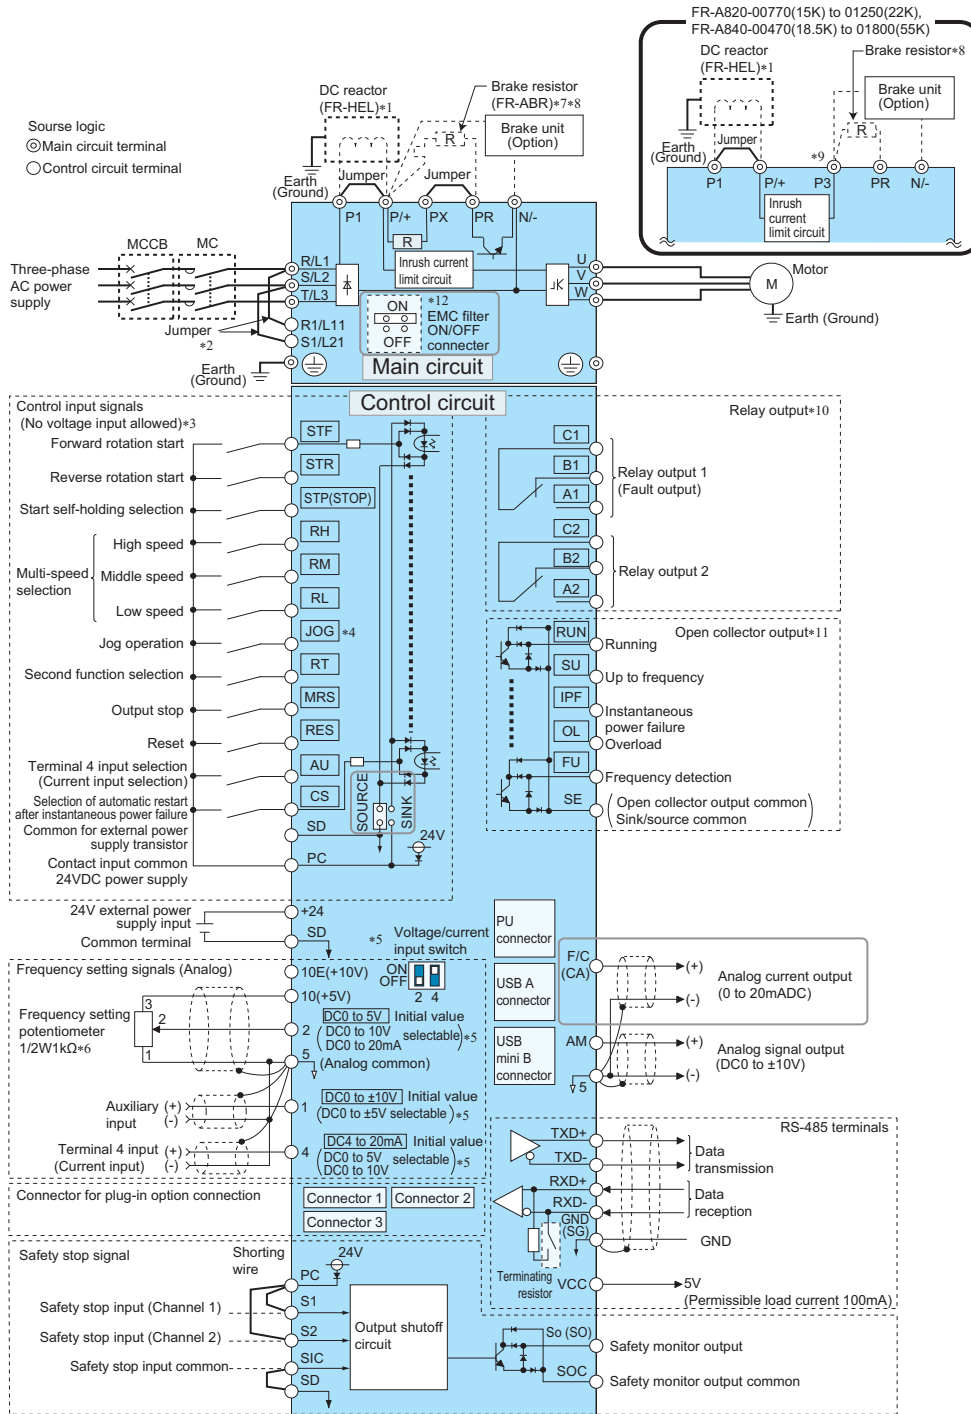 FR-A820-00770(15K) to 01250(22K),
FR-A840-00470(18.5K) to 01800(55K)
DC reactor
(FR-HEL)*1
Brake resistor*8
Brake unit
(Option)
R
Jumper
Earth
(Ground)
*9
P1
P/+
P3
PR
N/-
Inrush
current
limit circuit
Sourse logic
Main circuit terminal
Control circuit terminal
DC reactor
(FR-HEL)*1
Brake resistor
(FR-ABR)*7*8
Brake unit
(Option)
R
Earth
(Ground)
Jumper
Jumper
P1
P/+
PX
PR
N/-
R
Inrush current
limit circuit
MCCB
MC
Three-phase
AC power
supply
R/L1
S/L2
T/L3
R1/L11
S1/L21
Jumper
*2
Earth
(Ground)
ON
OFF
*12
EMC filter
ON/OFF
connecter
U
V
W
Motor
M
Earth (Ground)
Main circuit
Control circuit
Control input signals
(No voltage input allowed)*3
Forward rotation start
STF
Reverse rotation start
STR
Start self-holding selection
STP(STOP)
Multi-speed
selection
High speed
RH
Middle speed
RM
Low speed
RL
Jog operation
JOG *4
Second function selection
RT
Output stop
MRS
Reset
RES
Terminal 4 input selection
(Current input selection)
AU
Selection of automatic restart
after instantaneous power failure
CS
Common for external power
supply transistor
SD
Contact input common
24VDC power supply
PC
SOURCE
SINK
24V
Relay output*10
C1
B1
A1
Relay output 1
(Fault output)
C2
B2
A2
Relay output 2
Open collector output*11
RUN
Running
SU
Up to frequency
IPF
Instantaneous
power failure
OL
Overload
FU
Frequency detection
SE
Open collector output common
Sink/source common
24V external power
supply input
+24
Common terminal
SD
*5 Voltage/current
input switch
ON
OFF
2 4
Frequency setting signals (Analog)
10E(+10V)
10(+5V)
Frequency setting
potentiometer
1/2W1kΩ*6
3
2
1
2
DC0 to 5V Initial value
DC0 to 10V
DC0 to 20mA
selectable
*5
5
(Analog common)
Auxiliary
input
(+)
(-)
1
DC0 to ±10V Initial value
(DC0 to ±5V selectable) *5
Terminal 4 input
(Current input)
(+)
(-)
4
DC4 to 20mA Initial value
DC0 to 5V
DC0 to 10V
selectable
*5
PU
connector
USB A
connector
USB
mini B
connector
F/C
(CA)
(+)
(-)
Analog current output
(0 to 20mADC)
AM
(+)
(-)
5
Analog signal output
(DC0 to ±10V)
Connector for plug-in option connection
Connector 1
Connector 2
Connector 3
RS-485 terminals
TXD+
TXD-
Data
transmission
RXD+
RXD-
Data
reception
GND
(SG)
GND
Terminating
resistor
VCC
5V
(Permissible load current 100mA)
Safety stop signal
Shorting
wire
24V
PC
Safety stop input (Channel 1)
S1
Safety stop input (Channel 2)
S2
Safety stop input common
SIC
SD
Output shutoff
circuit
So (SO)
Safety monitor output
SOC
Safety monitor output common